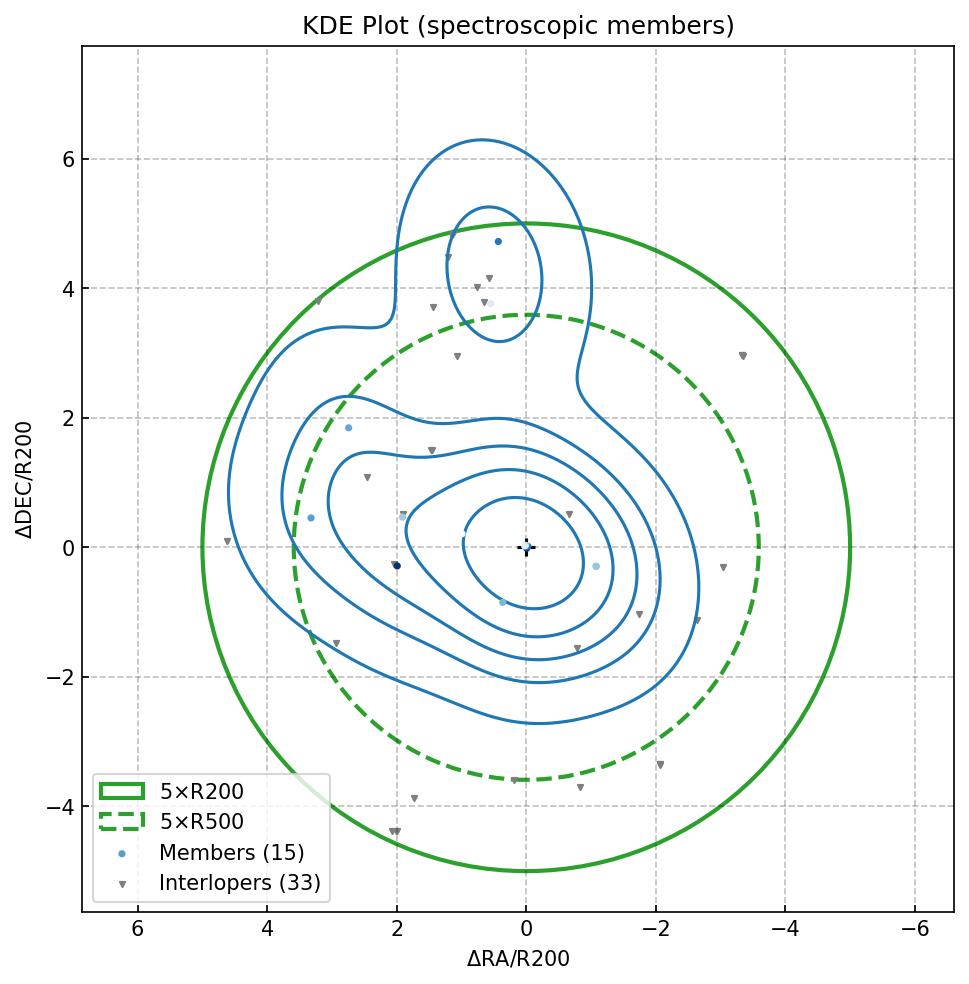 KDE Plot (spectroscopic members)
ΔDEC/R200
6
4
2
0
−2
−4
5×R200
5×R500
Members (15)
Interlopers (33)
6
4
2
0
−2
−4
−6
ΔRA/R200